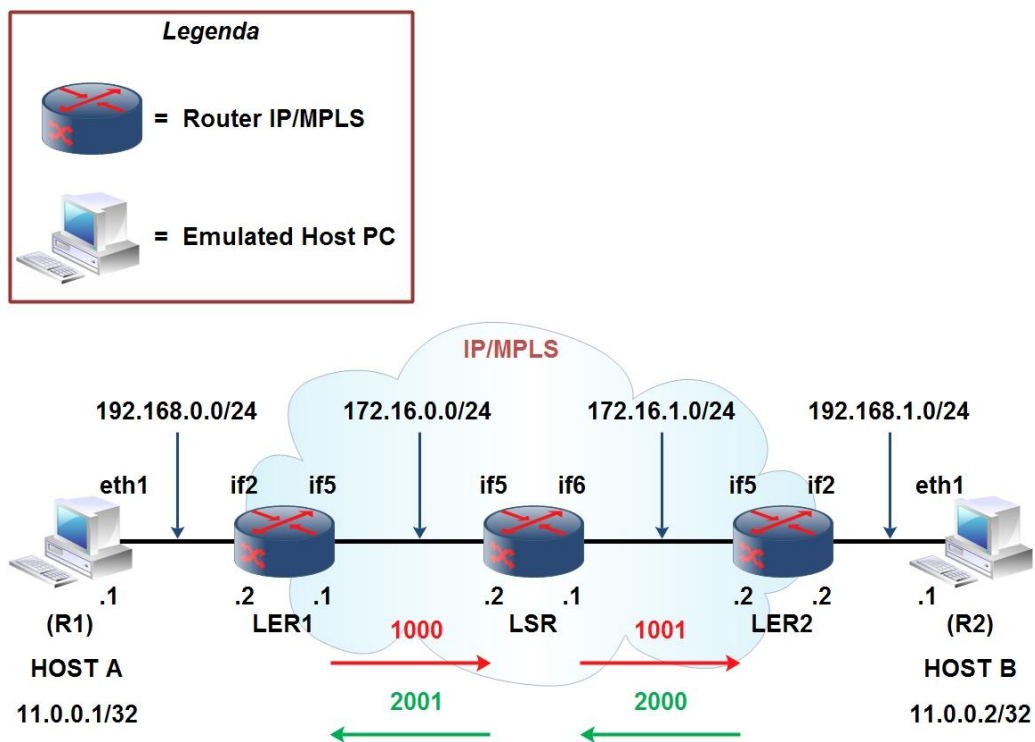 Legenda
= Router IP/MPLS
= Emulated Host PC
IP/MPLS
192.168.0.0/24
172.16.0.0/24
172.16.1.0/24
192.168.1.0/24
eth1
if2
if5
if5
if6
if5
if2
eth1
.1
.2
.1
.2
.1
.2
.2
.1
(R1)
LER1
LSR
LER2
(R2)
1000
1001
HOST A
HOST B
2001
2000
11.0.0.1/32
11.0.0.2/32